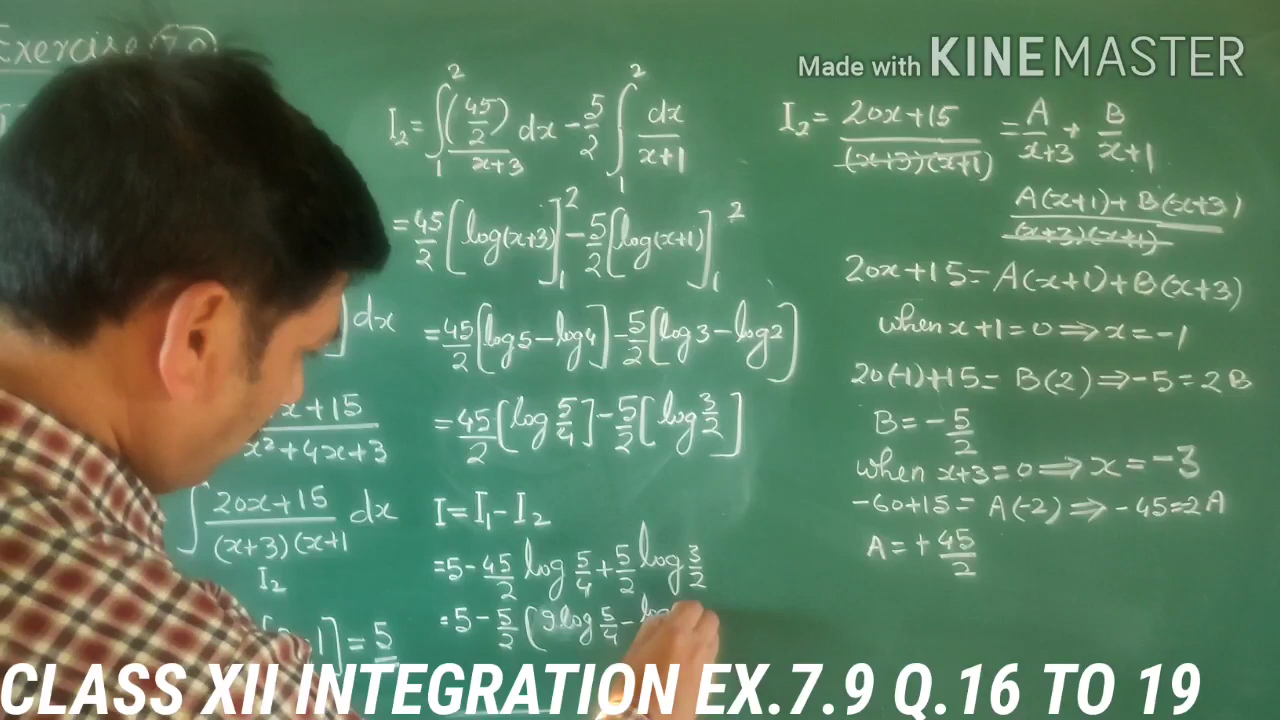 Exercise
I₂ = ∫₁² (45/2)/(x+3) dx − 5/2 ∫₁² dx/(x+1)
= 45/2 [log(x+3)]₁² − 5/2 [log(x+1)]₁²
= 45/2 [log5 − log4] − 5/2 [log3 − log2]
= 45/2 [log 5/4] − 5/2 [log 3/2]
I = I₁ − I₂
= 5 − 45/2 log 5/4 + 5/2 log 3/2
= 5 − 5/2 (9 log 5/4 −
] dx
x+15
x²+4x+3
∫ (20x+15)/((x+3)(x+1) dx
I₂
−1] = 5
Made with KINEMASTER
I₂ = (20x+15)/((x+3)(x+1)) = A/(x+3) + B/(x+1)
(A(x+1) + B(x+3))/((x+3)(x+1))
20x+15 = A(x+1) + B(x+3)
when x+1=0 ⇒ x=−1
20(-1)+15 = B(2) ⇒ −5=2B
B = −5/2
when x+3=0 ⇒ x=−3
-60+15 = A(-2) ⇒ -45=2A
A = + 45/2
CLASS XII INTEGRATION EX.7.9 Q.16 TO 19